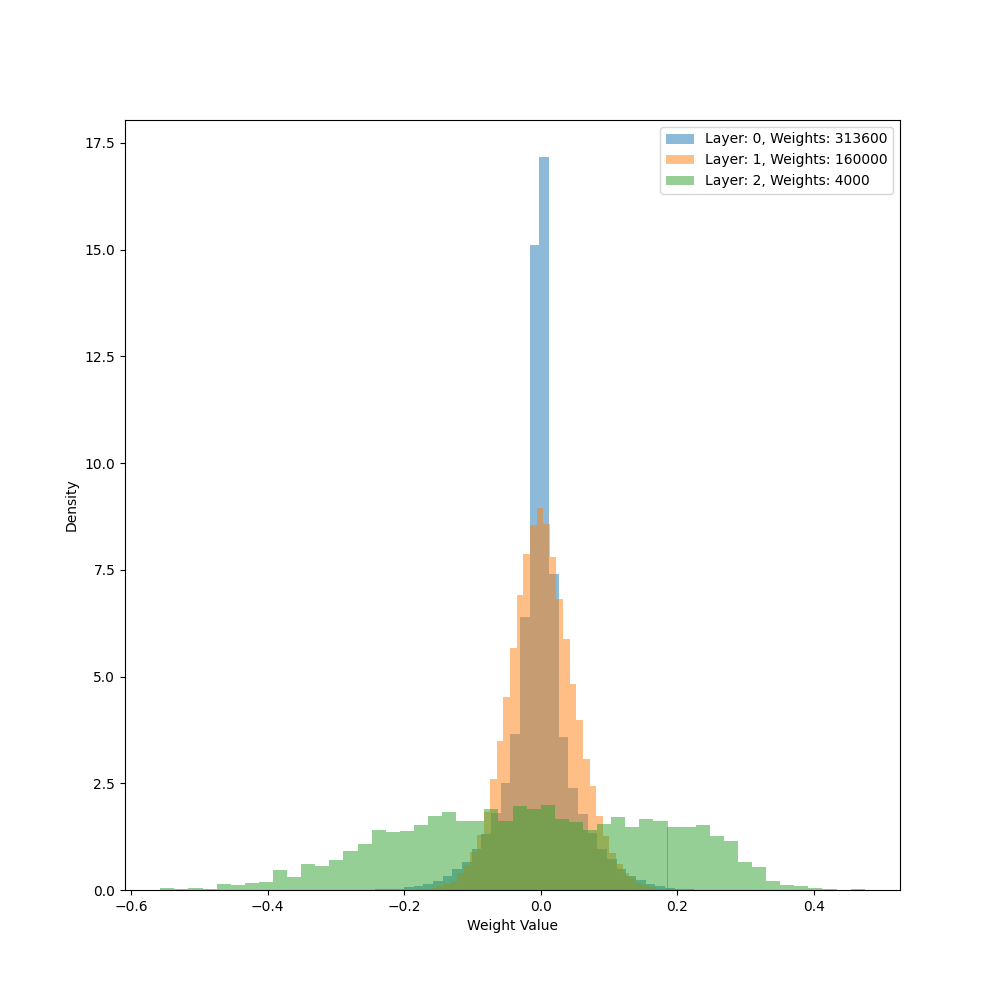 Layer: 0, Weights: 313600
Layer: 1, Weights: 160000
Layer: 2, Weights: 4000
17.5
15.0
12.5
10.0
7.5
5.0
2.5
0.0
Density
−0.6 −0.4 −0.2 0.0 0.2 0.4
Weight Value